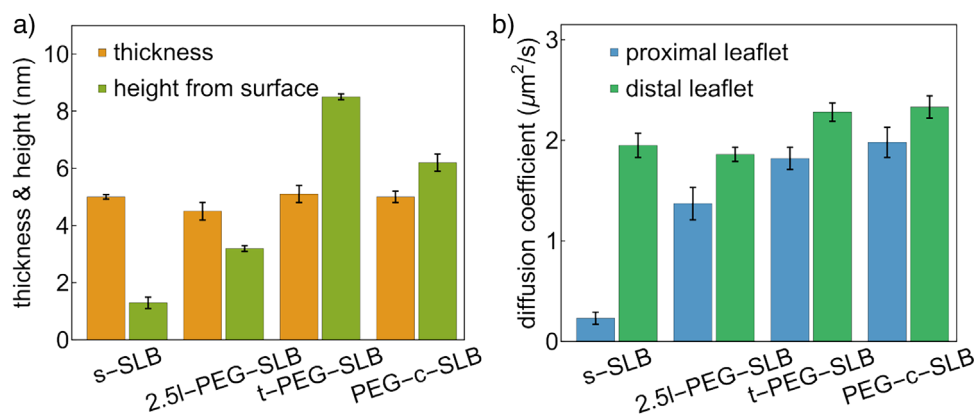 a)
thickness & height (nm)
10
8
6
4
2
0
thickness
height from surface
s–SLB
2.5l–PEG–SLB
t–PEG–SLB
PEG–c–SLB
b)
diffusion coefficient (μm²/s)
3
2
1
0
proximal leaflet
distal leaflet
s–SLB
2.5l–PEG–SLB
t–PEG–SLB
PEG–c–SLB